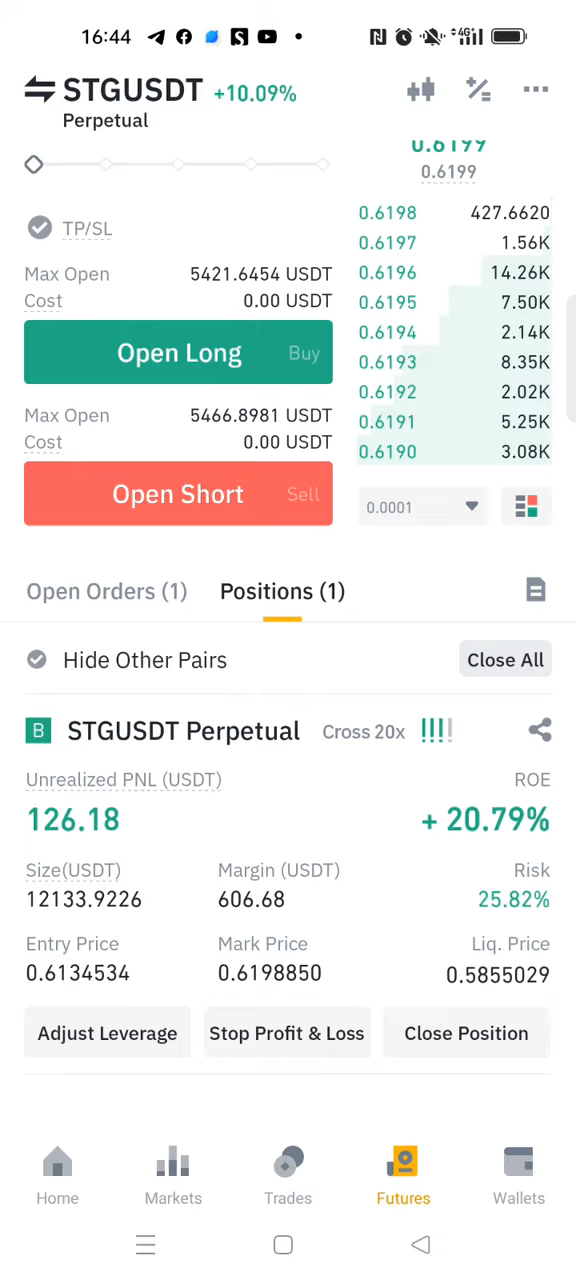 16:44
4G
STGUSDT +10.09%
Perpetual
0.6199
0.6199
TP/SL
Max Open 5421.6454 USDT
Cost 0.00 USDT
Open Long Buy
Max Open 5466.8981 USDT
Cost 0.00 USDT
Open Short Sell
0.6198 427.6620
0.6197 1.56K
0.6196 14.26K
0.6195 7.50K
0.6194 2.14K
0.6193 8.35K
0.6192 2.02K
0.6191 5.25K
0.6190 3.08K
0.0001
Open Orders (1) Positions (1)
Hide Other Pairs Close All
B STGUSDT Perpetual Cross 20x
Unrealized PNL (USDT) ROE
126.18 + 20.79%
Size(USDT) Margin (USDT) Risk
12133.9226 606.68 25.82%
Entry Price Mark Price Liq. Price
0.6134534 0.6198850 0.5855029
Adjust Leverage Stop Profit & Loss Close Position
Home Markets Trades Futures Wallets